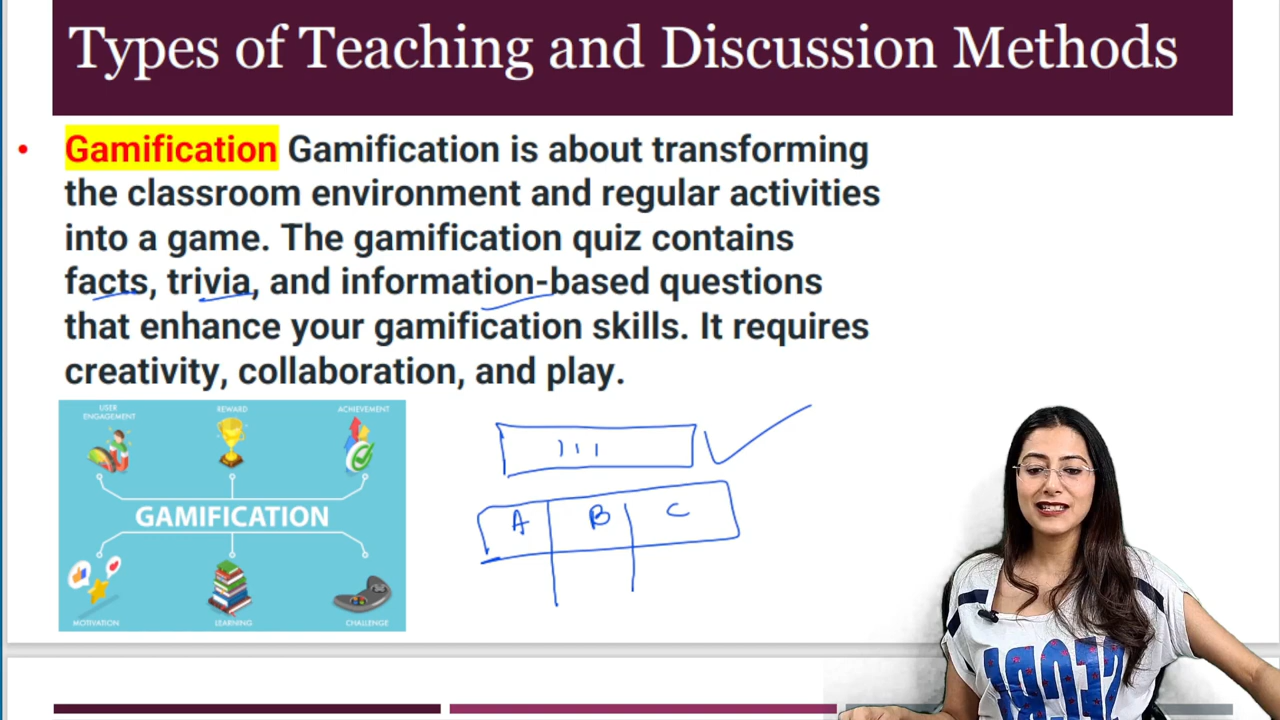 Types of Teaching and Discussion Methods
• Gamification Gamification is about transforming
the classroom environment and regular activities
into a game. The gamification quiz contains
facts, trivia, and information-based questions
that enhance your gamification skills. It requires
creativity, collaboration, and play.
USER
ENGAGEMENT
REWARD
ACHIEVEMENT
GAMIFICATION
MOTIVATION
LEARNING
CHALLENGE
A B C